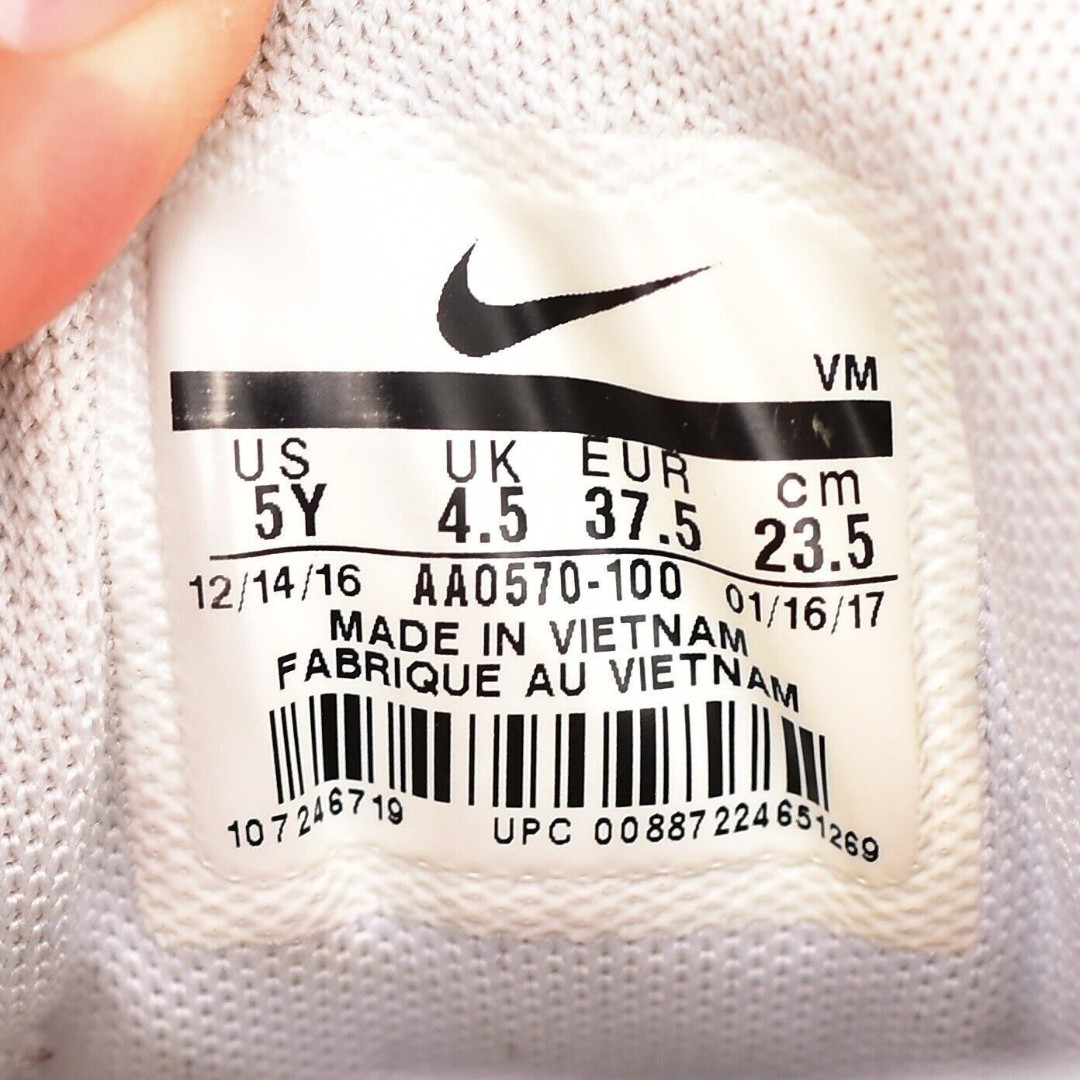 VM
US UK EUR cm
5Y 4.5 37.5 23.5
12/14/16 AA0570-100 01/16/17
MADE IN VIETNAM
FABRIQUE AU VIETNAM
107246719 UPC 00887224651269